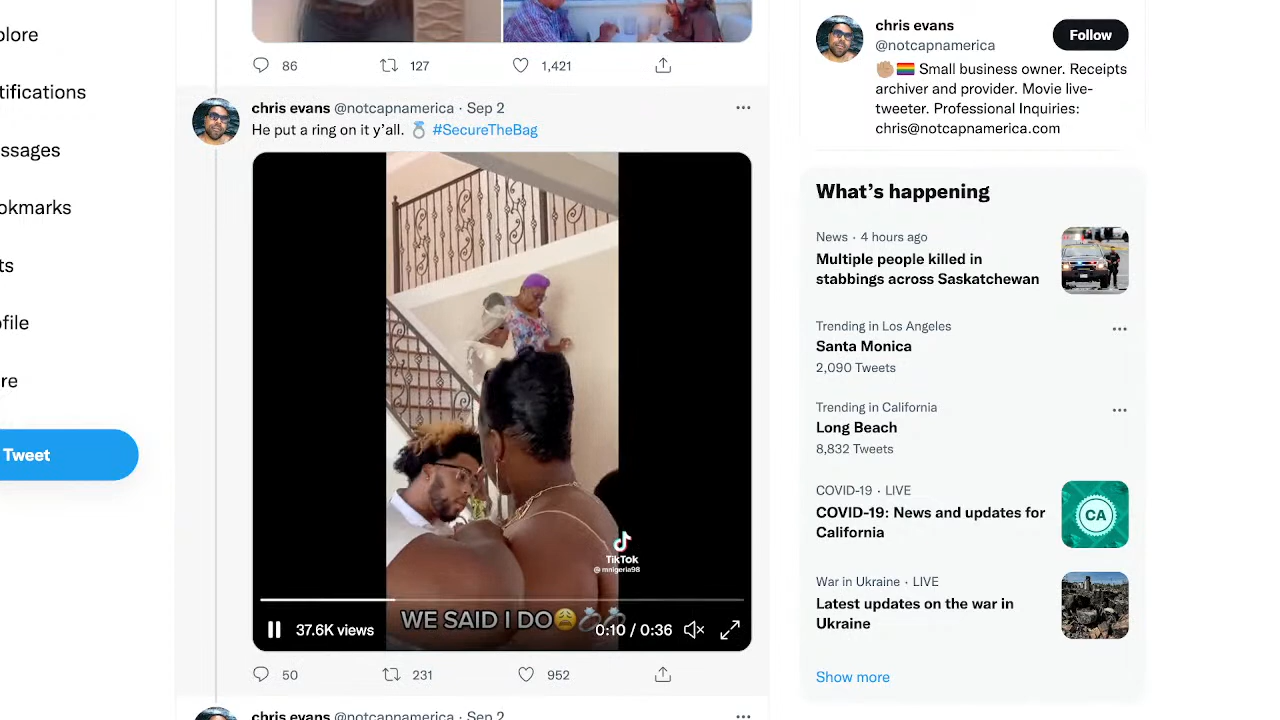 plore
tifications
ssages
okmarks
ts
ofile
re
Tweet
86
127
1,421
chris evans @notcapnamerica · Sep 2
He put a ring on it y'all. 💍 #SecureTheBag
TikTok
@ mnigeria98
WE SAID I DO😩💍💍
37.6K views
0:10 / 0:36
50
231
952
chris evans @notcapnamerica · Sep 2
chris evans
@notcapnamerica
Follow
✊🏽🏳️‍🌈 Small business owner. Receipts
archiver and provider. Movie live-
tweeter. Professional Inquiries:
chris@notcapnamerica.com
What's happening
News · 4 hours ago
Multiple people killed in
stabbings across Saskatchewan
Trending in Los Angeles
Santa Monica
2,090 Tweets
Trending in California
Long Beach
8,832 Tweets
COVID-19 · LIVE
COVID-19: News and updates for
California
CA
War in Ukraine · LIVE
Latest updates on the war in
Ukraine
Show more